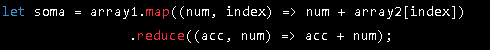 let soma = array1.map((num, index) => num + array2[index])
.reduce((acc, num) => acc + num);